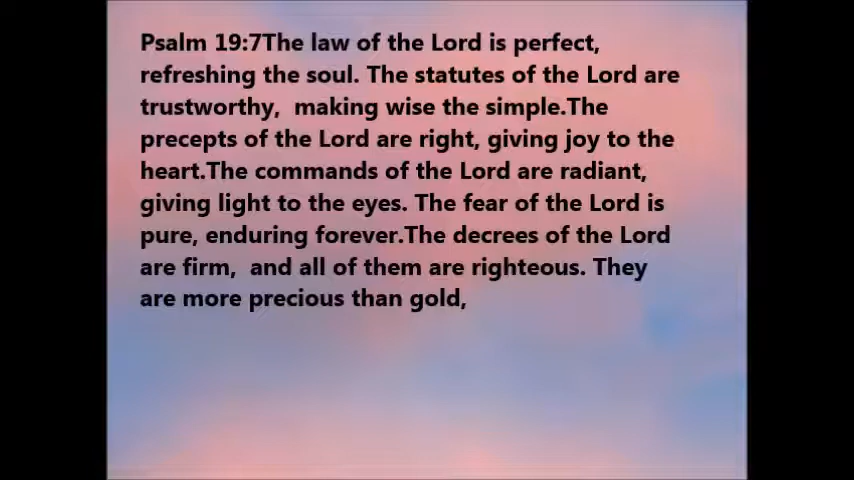 Psalm 19:7The law of the Lord is perfect,
refreshing the soul. The statutes of the Lord are
trustworthy,  making wise the simple.The
precepts of the Lord are right, giving joy to the
heart.The commands of the Lord are radiant,
giving light to the eyes. The fear of the Lord is
pure, enduring forever.The decrees of the Lord
are firm,  and all of them are righteous. They
are more precious than gold,